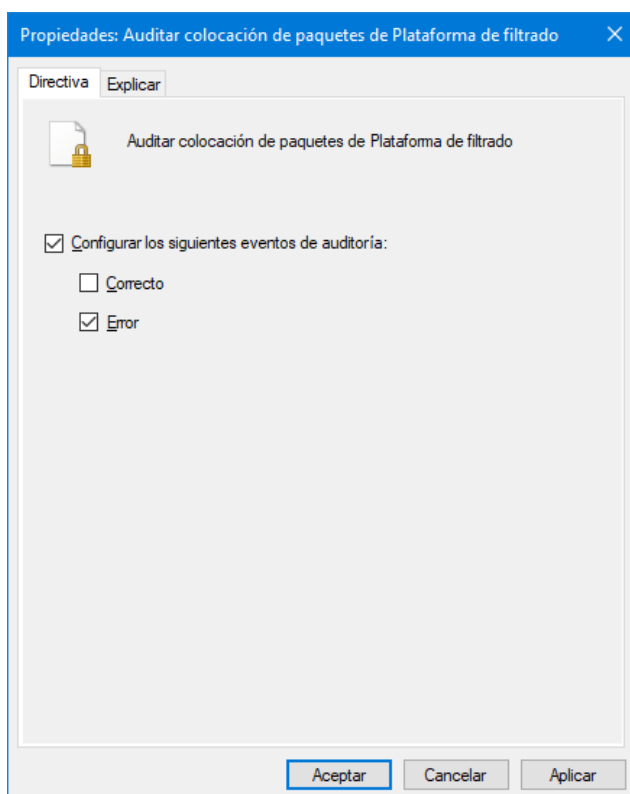 Propiedades: Auditar colocación de paquetes de Plataforma de filtrado
Directiva
Explicar
Auditar colocación de paquetes de Plataforma de filtrado
Configurar los siguientes eventos de auditoría:
Correcto
Error
Aceptar
Cancelar
Aplicar